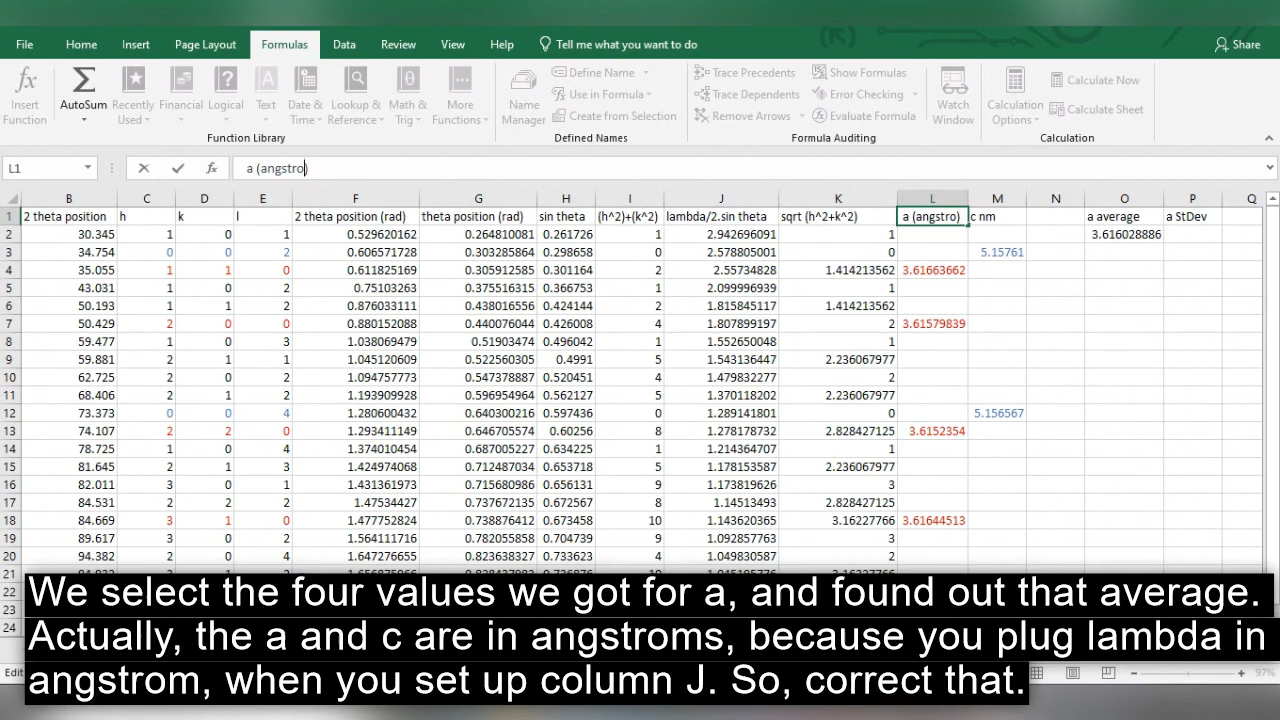 File Home Insert Page Layout Formulas Data Review View Help Tell me what you want to do Share
Insert Function AutoSum Recently Used Financial Logical Text Date & Time Lookup & Reference Math & Trig More Functions Name Manager Define Name Use in Formula Create from Selection Trace Precedents Trace Dependents Remove Arrows Show Formulas Error Checking Evaluate Formula Watch Window Calculation Options Calculate Now Calculate Sheet
Function Library Defined Names Formula Auditing Calculation
L1 fx a (angstro)
B C D E F G H I J K L M N O P Q
1 2 theta position h k l 2 theta position (rad) theta position (rad) sin theta (h^2)+(k^2) lambda/2.sin theta sqrt (h^2+k^2) a (angstro) c nm a average a StDev
2 30.345 1 0 1 0.529620162 0.264810081 0.261726 1 2.942696091 1 3.616028886
3 34.754 0 0 2 0.606571728 0.303285864 0.298658 0 2.578805001 0 5.15761
4 35.055 1 1 0 0.611825169 0.305912585 0.301164 2 2.55734828 1.414213562 3.61663662
5 43.031 1 0 2 0.75103263 0.375516315 0.366753 1 2.099996939 1
6 50.193 1 1 2 0.876033111 0.438016556 0.424144 2 1.815845117 1.414213562
7 50.429 2 0 0 0.880152088 0.440076044 0.426008 4 1.807899197 2 3.61579839
8 59.477 1 0 3 1.038069479 0.51903474 0.496042 1 1.552650048 1
9 59.881 2 1 1 1.045120609 0.522560305 0.4991 5 1.543136447 2.236067977
10 62.725 2 0 2 1.094757773 0.547378887 0.520451 4 1.479832277 2
11 68.406 2 1 2 1.193909928 0.596954964 0.562127 5 1.370118202 2.236067977
12 73.373 0 0 4 1.280600432 0.640300216 0.597436 0 1.289141801 0 5.156567
13 74.107 2 2 0 1.293411149 0.646705574 0.60256 8 1.278178732 2.828427125 3.6152354
14 78.725 1 0 4 1.374010454 0.687005227 0.634225 1 1.214364707 1
15 81.645 2 1 3 1.424974068 0.712487034 0.653718 5 1.178153587 2.236067977
16 82.011 3 0 1 1.431361973 0.715680986 0.656131 9 1.173819626 3
17 84.531 2 2 2 1.47534427 0.737672135 0.672567 8 1.14513493 2.828427125
18 84.669 3 1 0 1.477752824 0.738876412 0.673458 10 1.143620365 3.16227766 3.61644513
19 89.617 3 0 2 1.564111716 0.782055858 0.704739 9 1.092857763 3
20 94.382 2 0 4 1.647276655 0.823638327 0.733623 4 1.049830581 2
21
22
23
24
We select the four values we got for a, and found out that average.
Actually, the a and c are in angstroms, because you plug lambda in
angstrom, when you set up column J. So, correct that.
97%